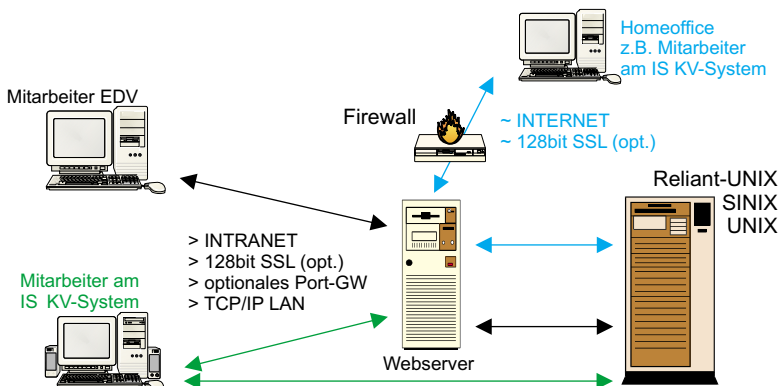 Homeoffice
z.B. Mitarbeiter
am IS KV-System
Mitarbeiter EDV
Firewall
~ INTERNET
~ 128bit SSL (opt.)
Reliant-UNIX
SINIX
UNIX
> INTRANET
> 128bit SSL (opt.)
> optionales Port-GW
> TCP/IP LAN
Mitarbeiter am
IS KV-System
Webserver